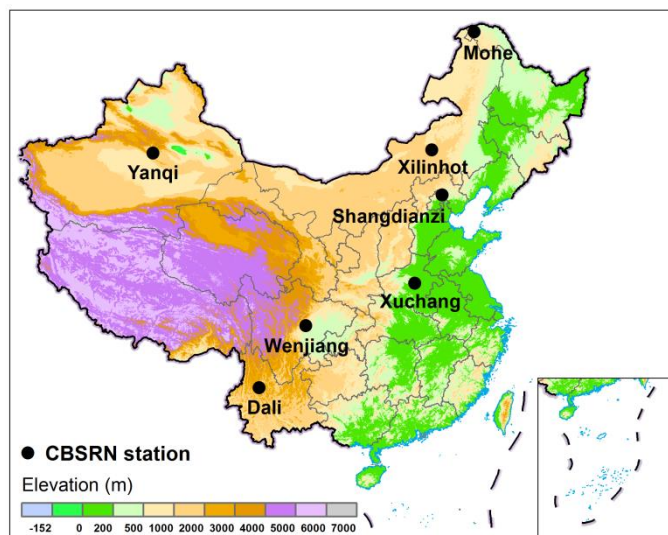 Mohe
Yanqi
Xilinhot
Shangdianzi
Xuchang
Wenjiang
Dali
CBSRN station
Elevation (m)
-152 0 200 500 1000 2000 3000 4000 5000 6000 7000